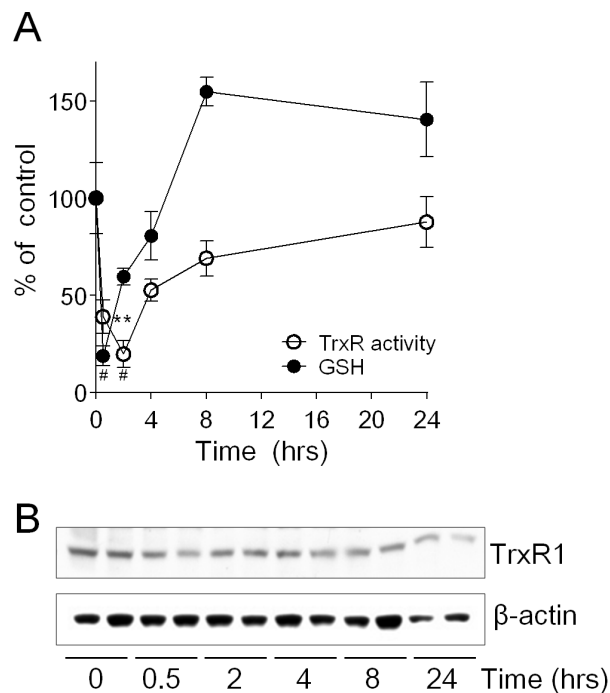 A
% of control
150
100
50
0
**
#
#
TrxR activity
GSH
0
4
8
12
16
20
24
Time (hrs)
B
TrxR1
β-actin
0
0.5
2
4
8
24
Time (hrs)